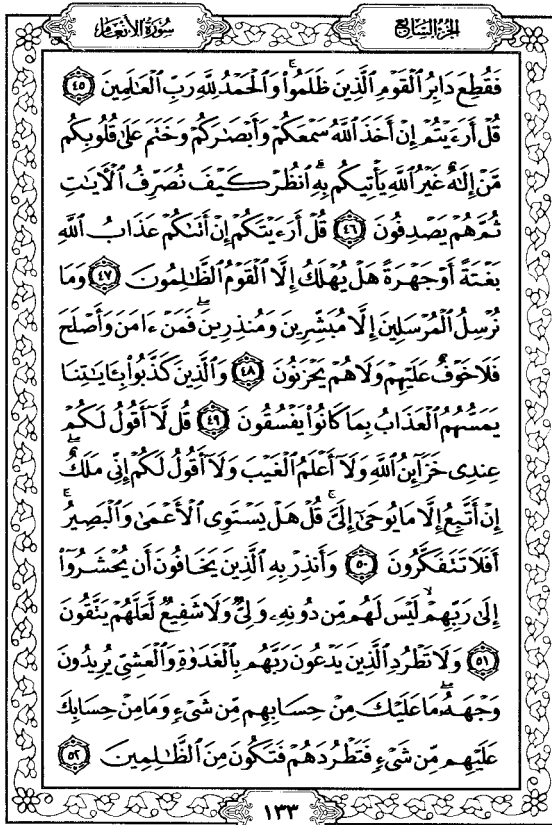 الجزء السابع
سورة الأنعام
فَقُطِعَ دَابِرُ ٱلْقَوْمِ ٱلَّذِينَ ظَلَمُوا۟ ۚ وَٱلْحَمْدُ لِلَّهِ رَبِّ ٱلْعَٰلَمِينَ ٤٥
قُلْ أَرَءَيْتُمْ إِنْ أَخَذَ ٱللَّهُ سَمْعَكُمْ وَأَبْصَٰرَكُمْ وَخَتَمَ عَلَىٰ قُلُوبِكُم
مَّنْ إِلَٰهٌ غَيْرُ ٱللَّهِ يَأْتِيكُم بِهِ ۗ ٱنظُرْ كَيْفَ نُصَرِّفُ ٱلْءَايَٰتِ
ثُمَّ هُمْ يَصْدِفُونَ ٤٦ قُلْ أَرَءَيْتَكُمْ إِنْ أَتَىٰكُمْ عَذَابُ ٱللَّهِ
بَغْتَةً أَوْ جَهْرَةً هَلْ يُهْلَكُ إِلَّا ٱلْقَوْمُ ٱلظَّٰلِمُونَ ٤٧ وَمَا
نُرْسِلُ ٱلْمُرْسَلِينَ إِلَّا مُبَشِّرِينَ وَمُنذِرِينَ ۖ فَمَنْ ءَامَنَ وَأَصْلَحَ
فَلَا خَوْفٌ عَلَيْهِمْ وَلَا هُمْ يَحْزَنُونَ ٤٨ وَٱلَّذِينَ كَذَّبُوا۟ بِـَٔايَٰتِنَا
يَمَسُّهُمُ ٱلْعَذَابُ بِمَا كَانُوا۟ يَفْسُقُونَ ٤٩ قُل لَّآ أَقُولُ لَكُمْ
عِندِى خَزَآئِنُ ٱللَّهِ وَلَآ أَعْلَمُ ٱلْغَيْبَ وَلَآ أَقُولُ لَكُمْ إِنِّى مَلَكٌ ۖ
إِنْ أَتَّبِعُ إِلَّا مَا يُوحَىٰٓ إِلَىَّ ۚ قُلْ هَلْ يَسْتَوِى ٱلْأَعْمَىٰ وَٱلْبَصِيرُ ۚ
أَفَلَا تَتَفَكَّرُونَ ٥٠ وَأَنذِرْ بِهِ ٱلَّذِينَ يَخَافُونَ أَن يُحْشَرُوٓا۟
إِلَىٰ رَبِّهِمْ ۙ لَيْسَ لَهُم مِّن دُونِهِۦ وَلِىٌّ وَلَا شَفِيعٌ لَّعَلَّهُمْ يَتَّقُونَ
٥١ وَلَا تَطْرُدِ ٱلَّذِينَ يَدْعُونَ رَبَّهُم بِٱلْغَدَوٰةِ وَٱلْعَشِىِّ يُرِيدُونَ
وَجْهَهُۥ ۖ مَا عَلَيْكَ مِنْ حِسَابِهِم مِّن شَىْءٍ وَمَا مِنْ حِسَابِكَ
عَلَيْهِم مِّن شَىْءٍ فَتَطْرُدَهُمْ فَتَكُونَ مِنَ ٱلظَّٰلِمِينَ ٥٢
١٣٣